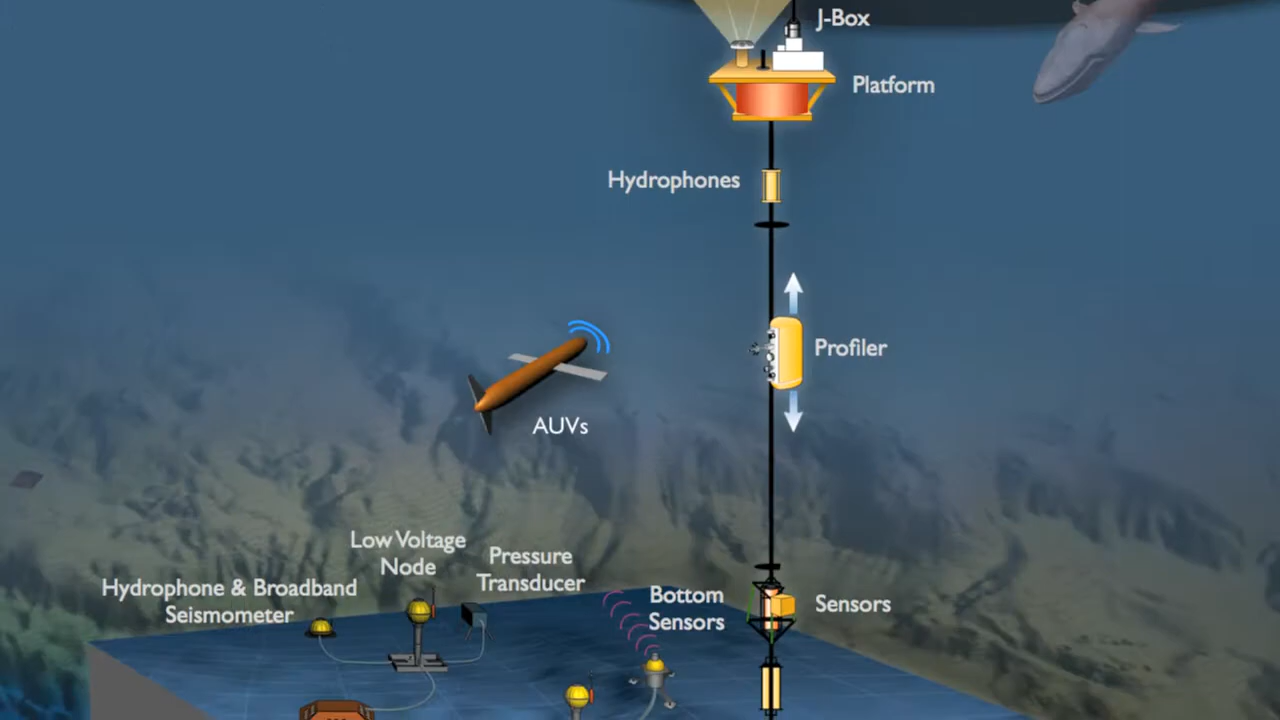 J-Box
Platform
Hydrophones
Profiler
AUVs
Low Voltage
Node
Pressure
Transducer
Hydrophone & Broadband
Seismometer
Bottom
Sensors
Sensors